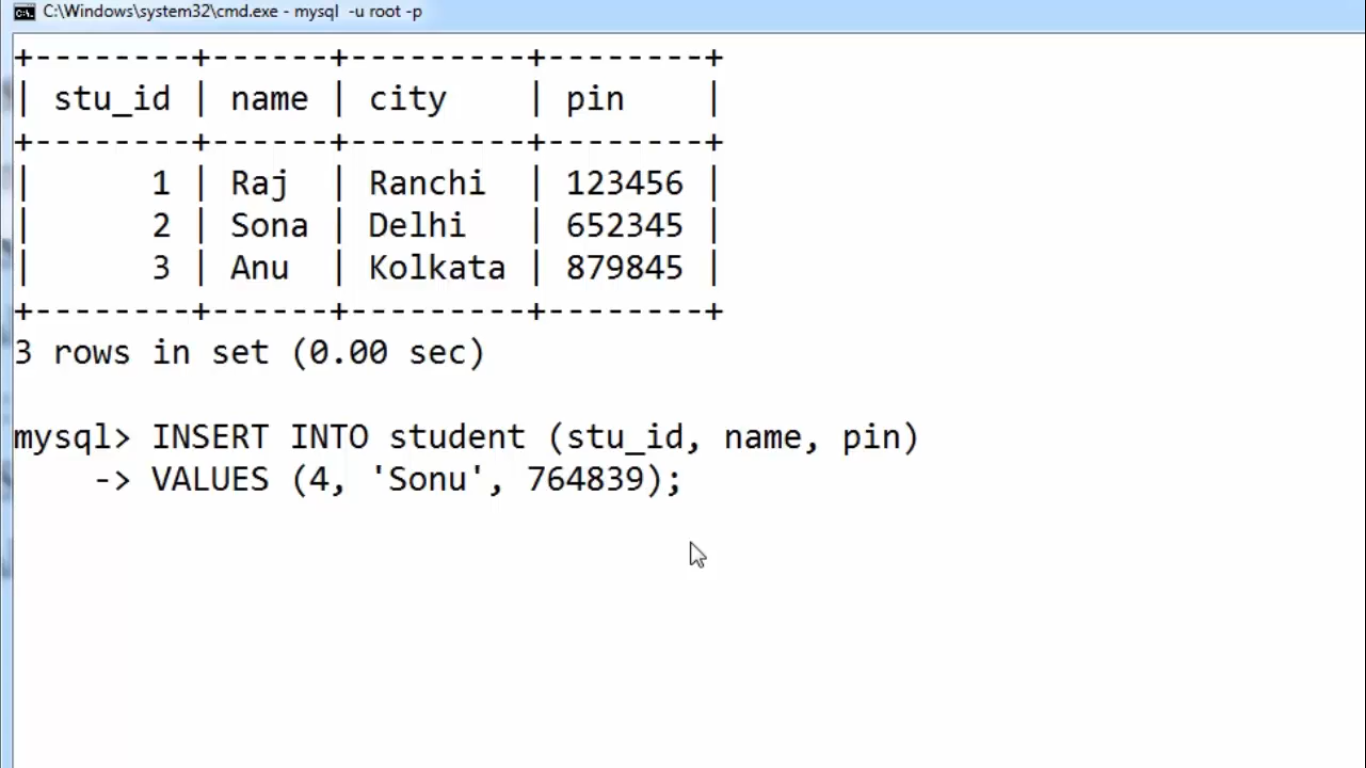 C:\Windows\system32\cmd.exe - mysql  -u root -p
+--------+------+---------+--------+
| stu_id | name | city    | pin    |
+--------+------+---------+--------+
|      1 | Raj  | Ranchi  | 123456 |
|      2 | Sona | Delhi   | 652345 |
|      3 | Anu  | Kolkata | 879845 |
+--------+------+---------+--------+
3 rows in set (0.00 sec)
mysql> INSERT INTO student (stu_id, name, pin)
    -> VALUES (4, 'Sonu', 764839);